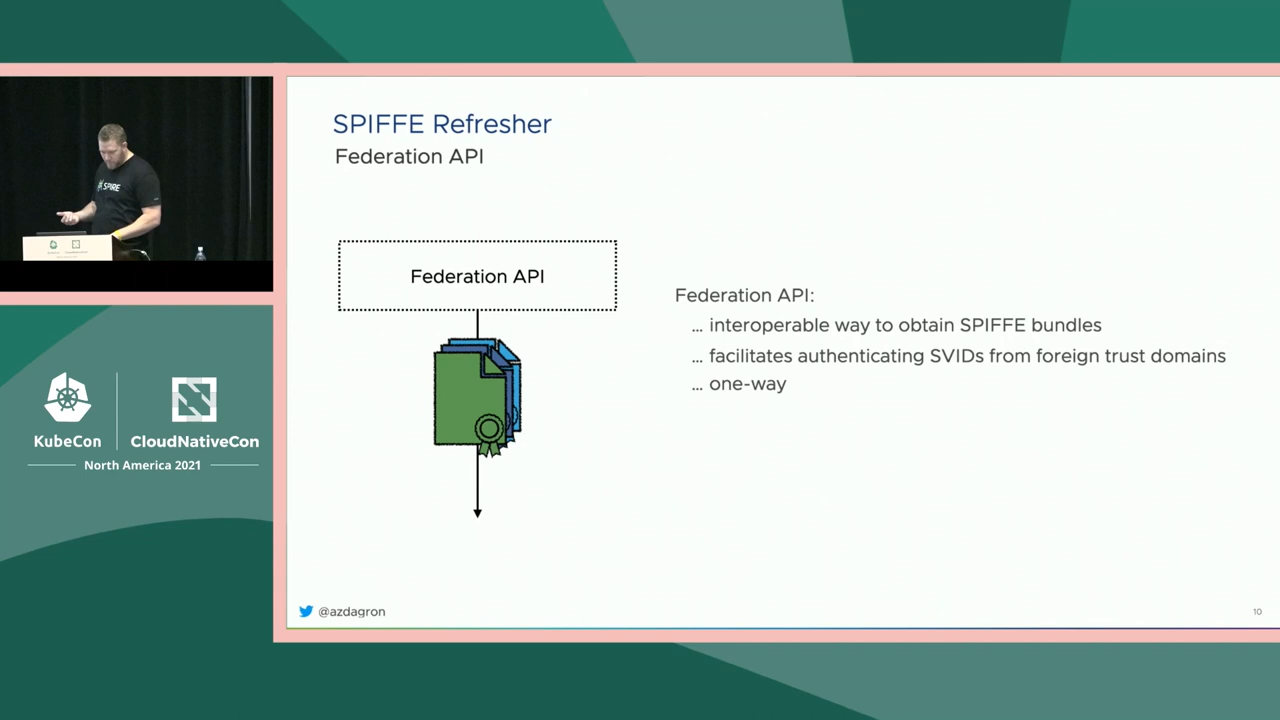 SPIFFE Refresher
Federation API
Federation API
Federation API:
... interoperable way to obtain SPIFFE bundles
... facilitates authenticating SVIDs from foreign trust domains
... one-way
@azdagron
10
SPIRE
KubeCon
CloudNativeCon
North America 2021